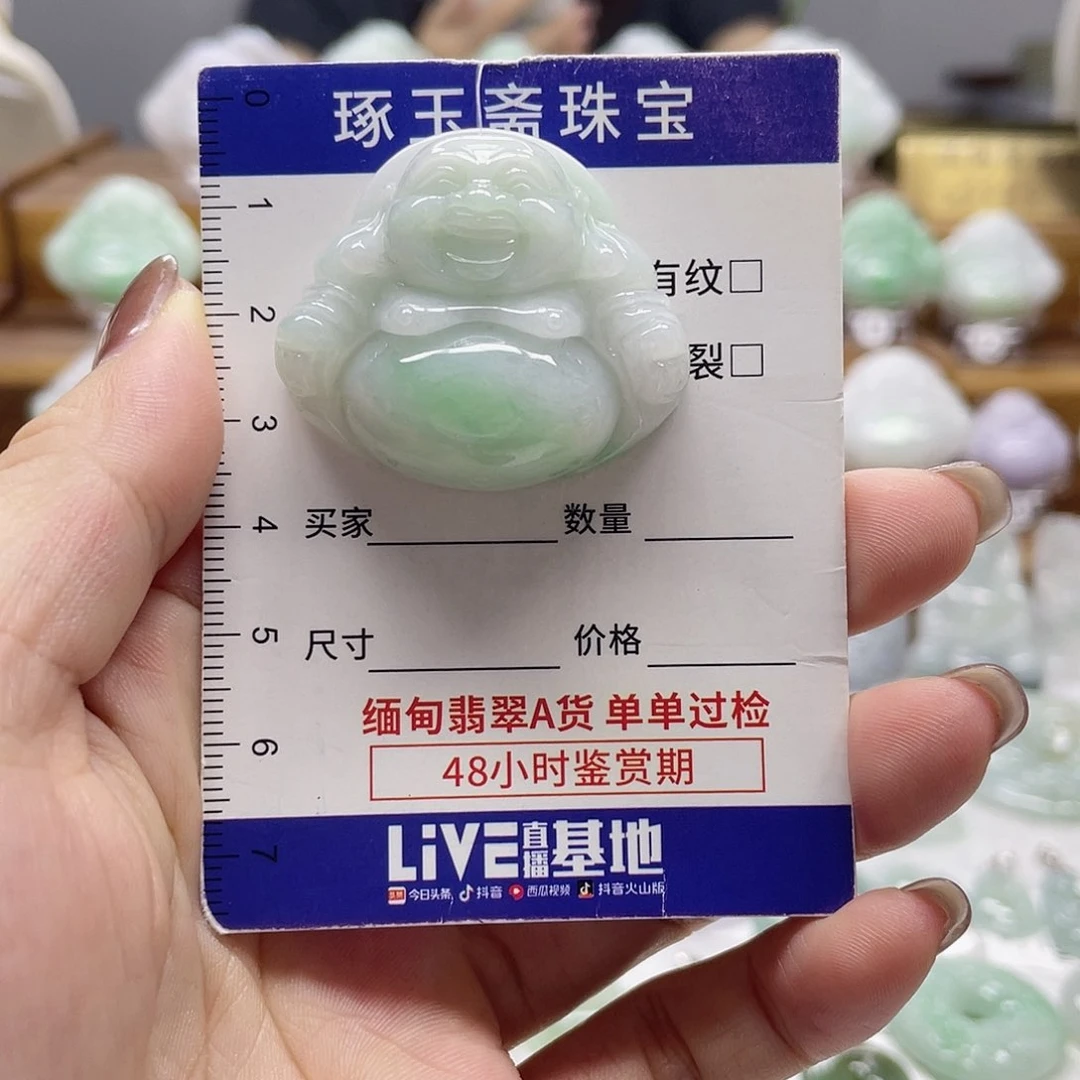 琢玉斋珠宝
0
1
2
3
4
5
6
7
有纹□
裂□
买家 数量
尺寸 价格
缅甸翡翠A货 单单过检
48小时鉴赏期
LiVE直播基地
头条 今日头条 抖音 西瓜视频 抖音火山版